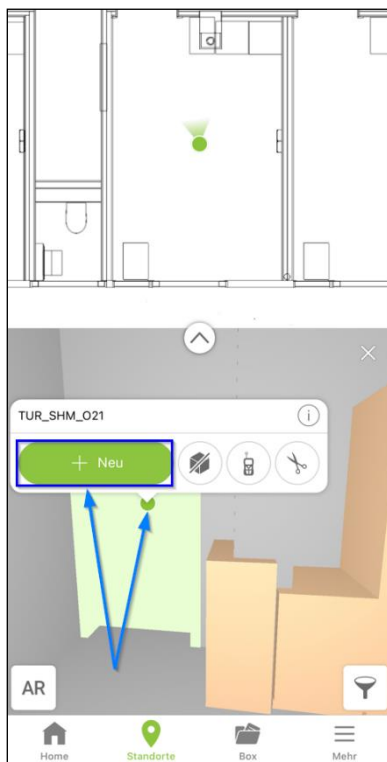 TUR_SHM_O21
+ Neu
AR
Home
Standorte
Box
Mehr